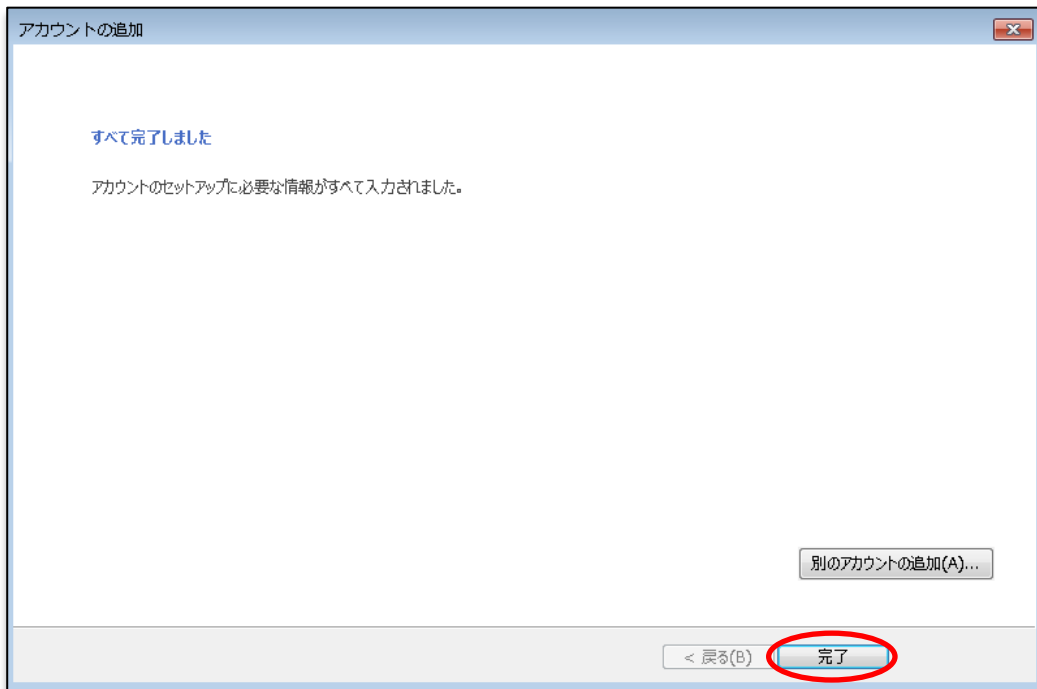 アカウントの追加
すべて完了しました
アカウントのセットアップに必要な情報がすべて入力されました。
別のアカウントの追加(A)...
< 戻る(B)
完了